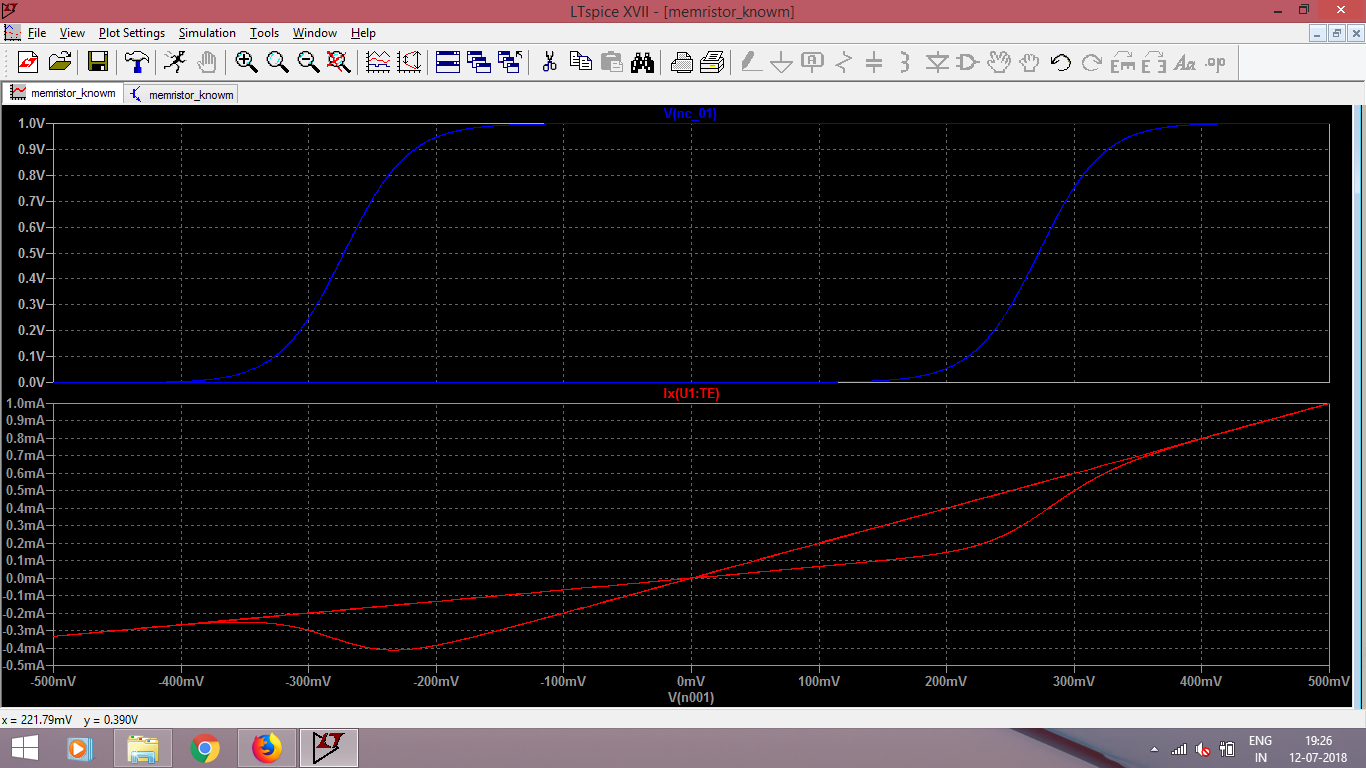 LTspice XVII - [memristor_knowm]
File View Plot Settings Simulation Tools Window Help
memristor_knowm memristor_knowm
V(nc_01)
1.0V
0.9V
0.8V
0.7V
0.6V
0.5V
0.4V
0.3V
0.2V
0.1V
0.0V
Ix(U1:TE)
1.0mA
0.9mA
0.8mA
0.7mA
0.6mA
0.5mA
0.4mA
0.3mA
0.2mA
0.1mA
0.0mA
-0.1mA
-0.2mA
-0.3mA
-0.4mA
-0.5mA
-500mV -400mV -300mV -200mV -100mV 0mV 100mV 200mV 300mV 400mV 500mV
V(n001)
x = 221.79mV y = 0.390V
ENG 19:26
IN 12-07-2018